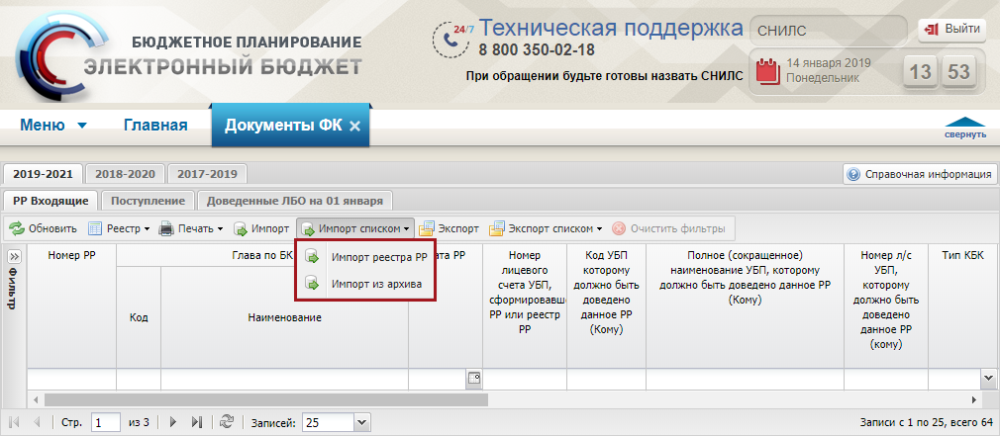 БЮДЖЕТНОЕ ПЛАНИРОВАНИЕ
ЭЛЕКТРОННЫЙ БЮДЖЕТ
24/7
Техническая поддержка
8 800 350-02-18
При обращении будьте готовы назвать СНИЛС
СНИЛС
Выйти
14 января 2019
Понедельник
13 53
Меню
Главная
Документы ФК
свернуть
2019-2021
2018-2020
2017-2019
Справочная информация
РР Входящие
Поступление
Доведенные ЛБО на 01 января
Обновить
Реестр
Печать
Импорт
Импорт списком
Экспорт
Экспорт списком
Очистить фильтры
Импорт реестра РР
Импорт из архива
Фильтр
Номер РР
Глава по БК
Код
Наименование
та РР
Номер
лицевого
счета УБП,
сформировавш
РР или реестр
РР
Код УБП
которому
должно быть
доведено
данное РР
(Кому)
Полное (сокращенное)
наименование УБП, которому
должно быть доведено данное РР
(Кому)
Номер л/с
УБП,
которому
должно быть
доведено
данное РР
(кому)
Тип КБК
Стр. 1 из 3
Записей: 25
Записи с 1 по 25, всего 64